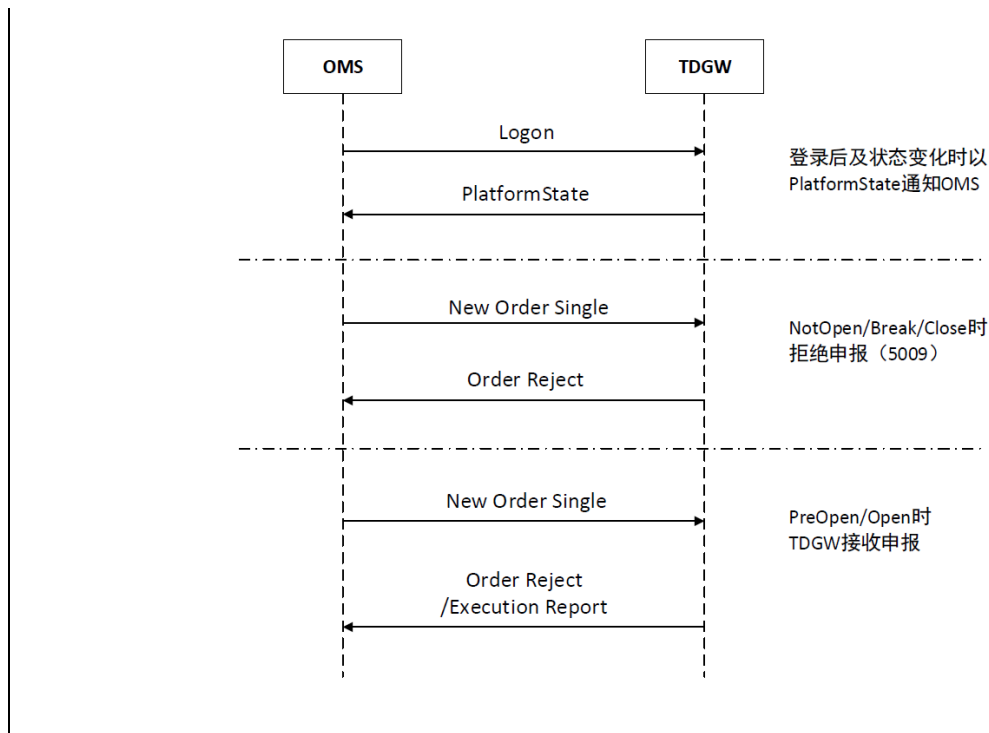 OMS
TDGW
Logon
登录后及状态变化时以
PlatformState通知OMS
PlatformState
New Order Single
NotOpen/Break/Close时
拒绝申报（5009）
Order Reject
New Order Single
PreOpen/Open时
TDGW接收申报
Order Reject
/Execution Report